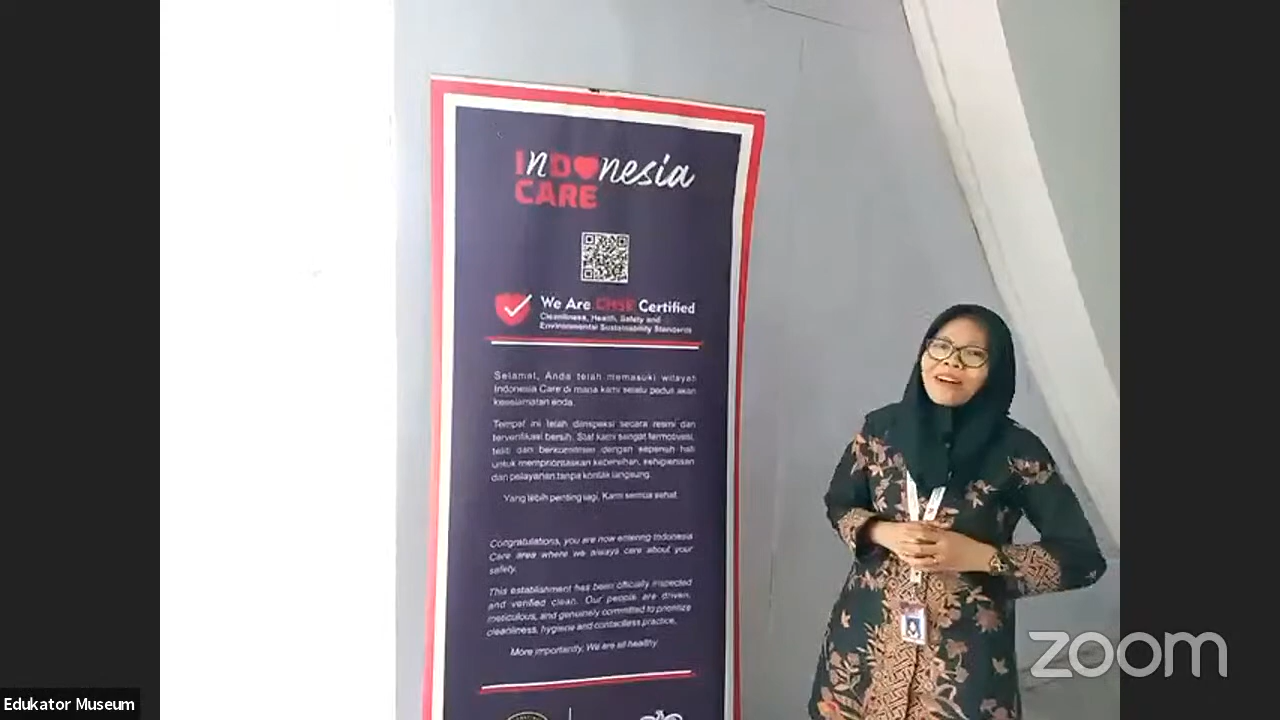 Indonesia
CARE
We Are CHSE Certified
Cleanliness, Health, Safety and
Environmental Sustainability Standards
Selamat, Anda telah memasuki wilayah
Indonesia Care di mana kami selalu peduli akan
keselamatan anda.
Tempat ini telah diinspeksi secara resmi dan
terverifikasi bersih. Staf kami sangat termotivasi,
teliti dan berkomitmen dengan sepenuh hati
untuk memprioritaskan kebersihan, kehigienisan
dan pelayanan tanpa kontak langsung.
Yang lebih penting lagi, Kami semua sehat.
Congratulations, you are now entering Indonesia
Care area where we always care about your
safety.
This establishment has been officially inspected
and verified clean. Our people are driven,
meticulous, and genuinely committed to prioritize
cleanliness, hygiene and contactless practice.
More importantly, We are all healthy
zoom
Edukator Museum